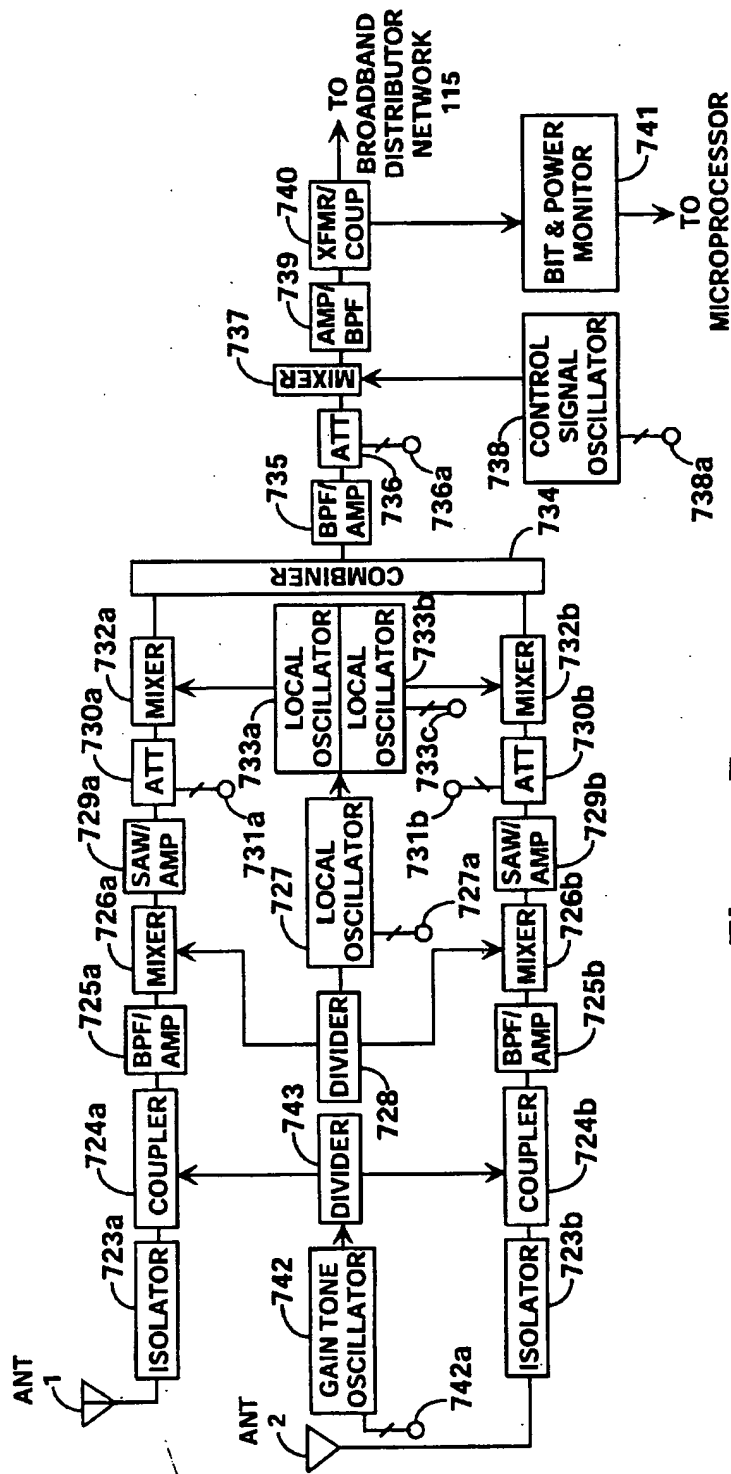 ANT
1
723a
ISOLATOR
724a
COUPLER
725a
BPF/
AMP
726a
MIXER
729a
SAW/
AMP
730a
ATT
731a
732a
MIXER
ANT
2
742
GAIN TONE
OSCILLATOR
742a
743
DIVIDER
DIVIDER
728
727
LOCAL
OSCILLATOR
727a
733a
LOCAL
OSCILLATOR
LOCAL
OSCILLATOR
733b
733c
723b
ISOLATOR
724b
COUPLER
725b
BPF/
AMP
726b
MIXER
729b
SAW/
AMP
730b
ATT
731b
732b
MIXER
COMBINER
734
735
BPF/
AMP
ATT
736
736a
737
MIXER
738
CONTROL
SIGNAL
OSCILLATOR
738a
739
AMP/
BPF
740
XFMR/
COUP
TO
BROADBAND
DISTRIBUTOR
NETWORK
115
BIT & POWER
MONITOR
741
TO
MICROPROCESSOR